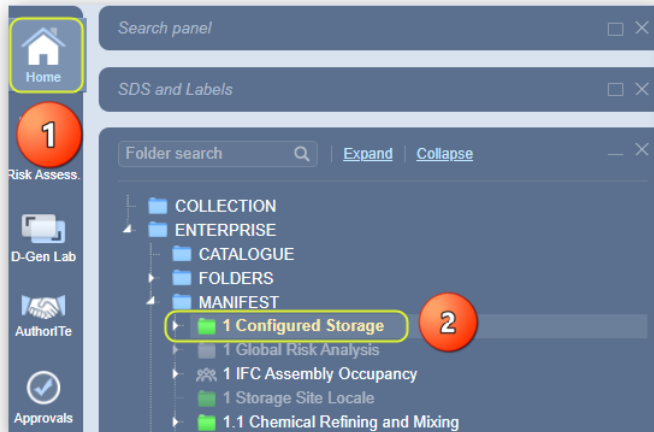 Search panel
Home
SDS and Labels
1
Folder search
Expand
Collapse
Risk Assess.
COLLECTION
ENTERPRISE
D-Gen Lab
CATALOGUE
FOLDERS
MANIFEST
1 Configured Storage
2
AuthorITe
1 Global Risk Analysis
1 IFC Assembly Occupancy
1 Storage Site Locale
Approvals
1.1 Chemical Refining and Mixing